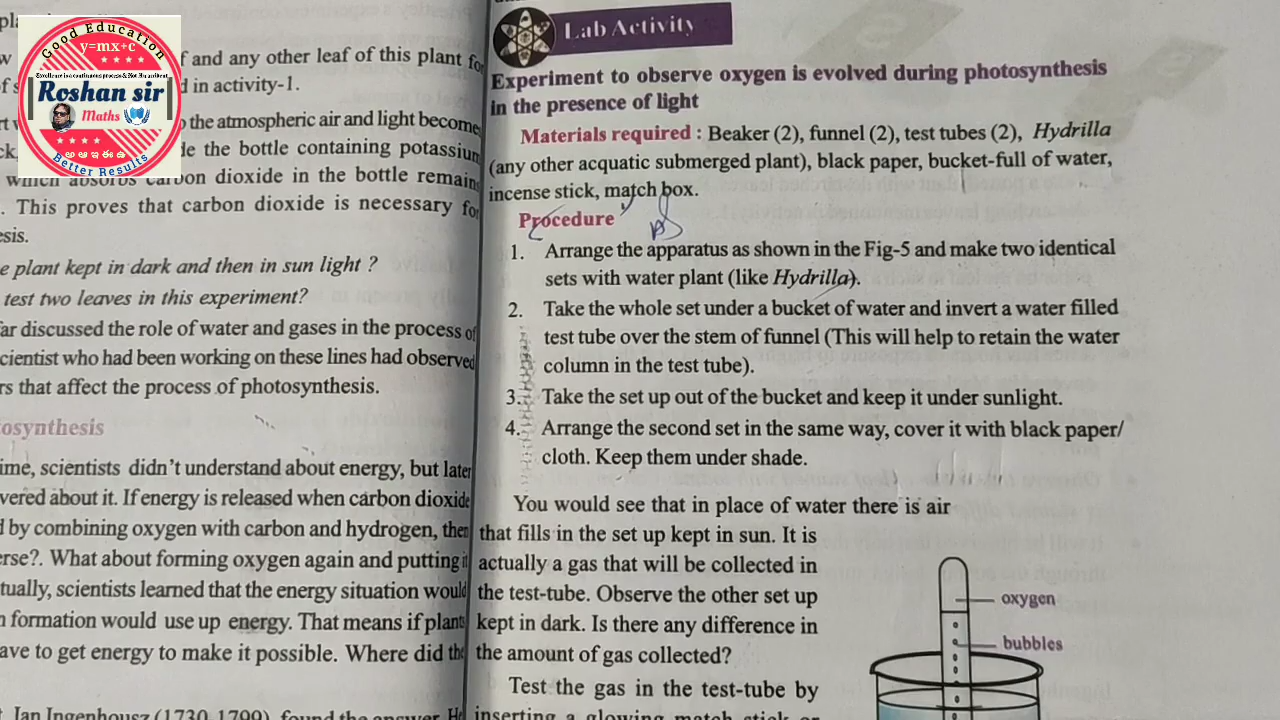 Good Education
y=mx+c
Excellence is a continuous process & Not An accident
Roshan sir
Maths
Better Results
f and any other leaf of this plant for
d in activity-1.
the atmospheric air and light become
de the bottle containing potassium
which absorbs carbon dioxide in the bottle remains
. This proves that carbon dioxide is necessary for
esis.
e plant kept in dark and then in sun light ?
test two leaves in this experiment?
far discussed the role of water and gases in the process of
cientist who had been working on these lines had observed
rs that affect the process of photosynthesis.
tosynthesis
ime, scientists didn't understand about energy, but later
vered about it. If energy is released when carbon dioxide
d by combining oxygen with carbon and hydrogen, then
erse?. What about forming oxygen again and putting it
tually, scientists learned that the energy situation would
n formation would use up energy. That means if plants
ave to get energy to make it possible. Where did the
Jan Ingenhousz (1730-1799), found the answer. He
Lab Activity
Experiment to observe oxygen is evolved during photosynthesis
in the presence of light
Materials required : Beaker (2), funnel (2), test tubes (2), Hydrilla
(any other acquatic submerged plant), black paper, bucket-full of water,
incense stick, match box.
Procedure
1. Arrange the apparatus as shown in the Fig-5 and make two identical
sets with water plant (like Hydrilla).
2. Take the whole set under a bucket of water and invert a water filled
test tube over the stem of funnel (This will help to retain the water
column in the test tube).
3. Take the set up out of the bucket and keep it under sunlight.
4. Arrange the second set in the same way, cover it with black paper/
cloth. Keep them under shade.
You would see that in place of water there is air
that fills in the set up kept in sun. It is
actually a gas that will be collected in
the test-tube. Observe the other set up
kept in dark. Is there any difference in
the amount of gas collected?
Test the gas in the test-tube by
inserting a glowing match stick or
oxygen
bubbles